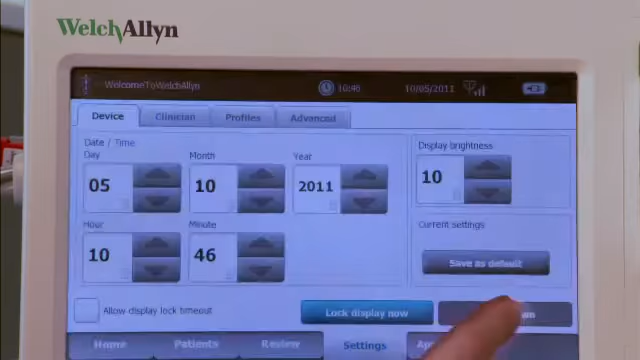 WelchAllyn
WelcomeToWelchAllyn 10:46 10/05/2011
Device Clinician Profiles Advanced
Date / Time
Day Month Year
05 10 2011
Hour Minute
10 46
Display brightness
10
Current settings
Save as default
Allow display lock timeout
Lock display now
Home Patients Review Settings